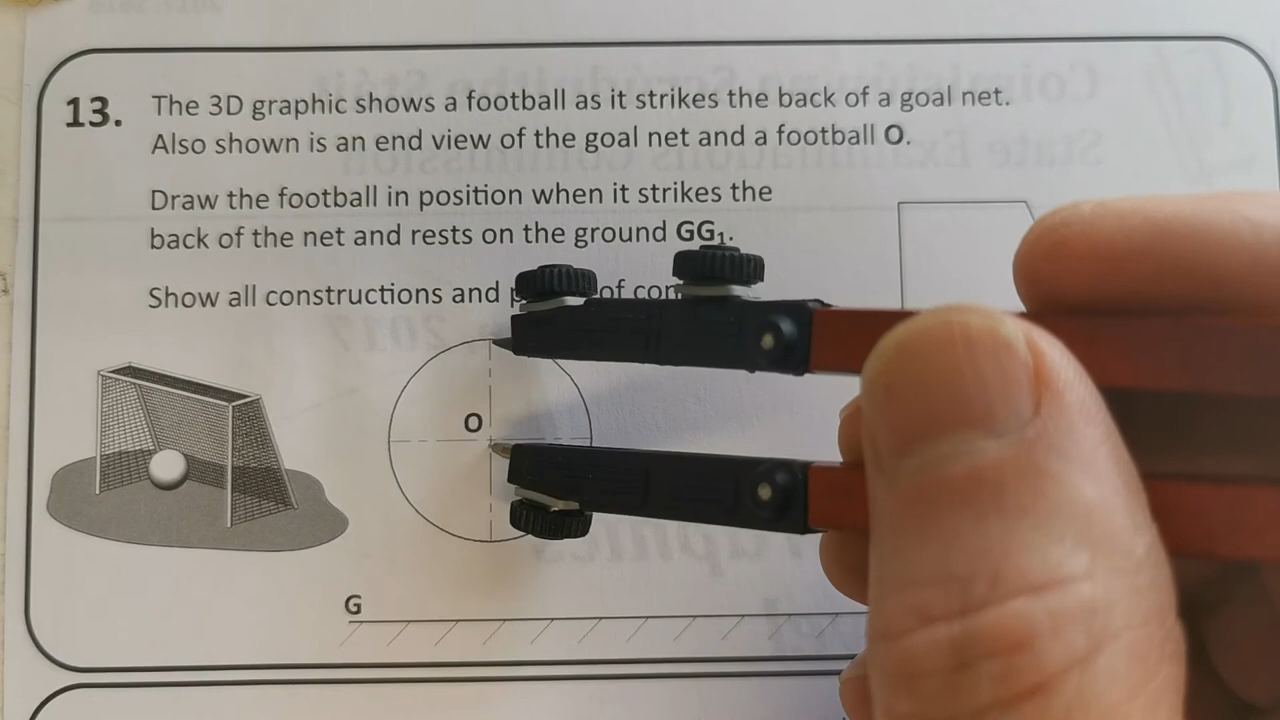 13. The 3D graphic shows a football as it strikes the back of a goal net.
Also shown is an end view of the goal net and a football O.
Draw the football in position when it strikes the
back of the net and rests on the ground GG₁.
Show all constructions and of
O
G